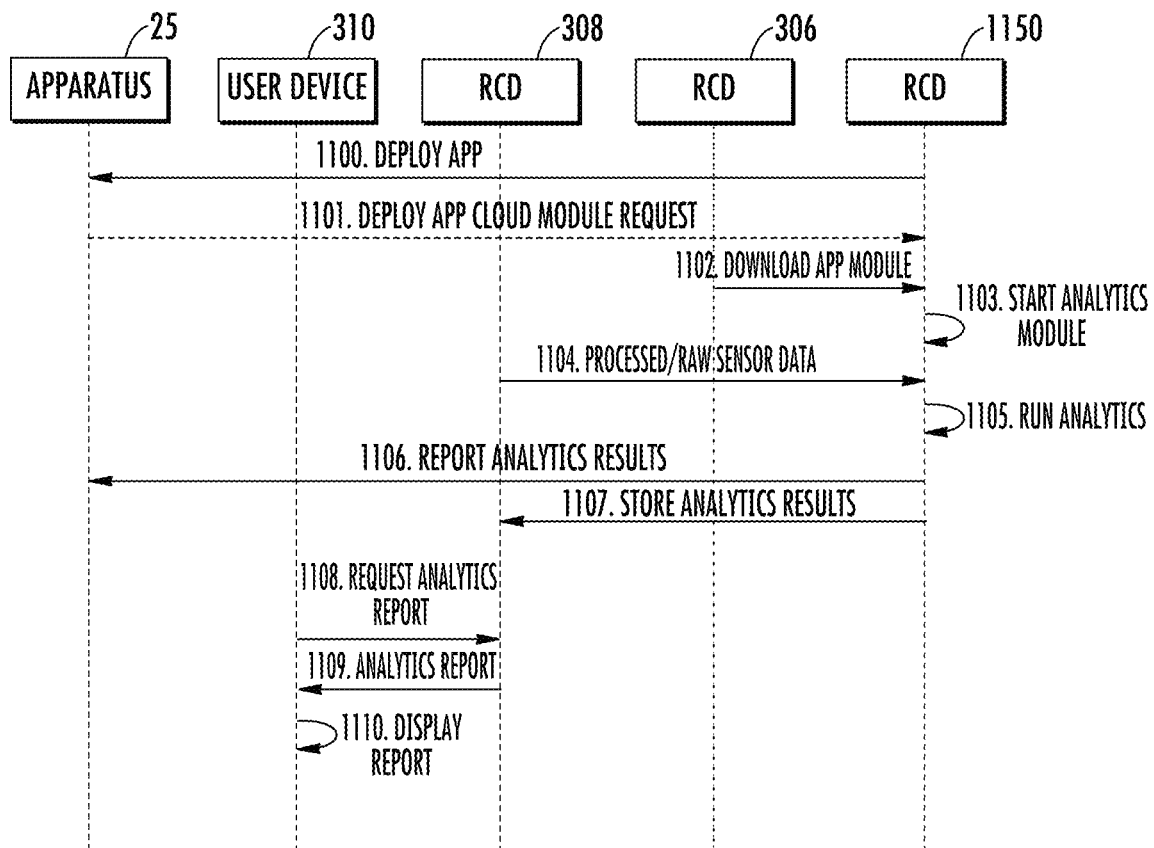 25 310 308 306 1150
APPARATUS USER DEVICE RCD RCD RCD
1100. DEPLOY APP
1101. DEPLOY APP CLOUD MODULE REQUEST
1102. DOWNLOAD APP MODULE
1103. START ANALYTICS
MODULE
1104. PROCESSED/RAW SENSOR DATA
1105. RUN ANALYTICS
1106. REPORT ANALYTICS RESULTS
1107. STORE ANALYTICS RESULTS
1108. REQUEST ANALYTICS
REPORT
1109. ANALYTICS REPORT
1110. DISPLAY
REPORT